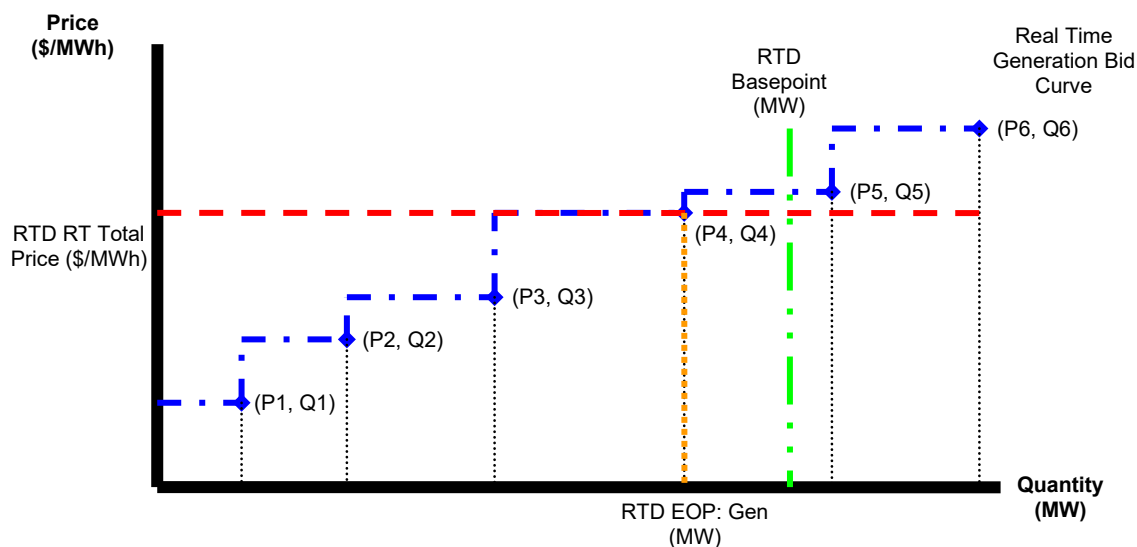 Price
($/MWh)
RTD
Basepoint
(MW)
Real Time
Generation Bid
Curve
(P6, Q6)
(P5, Q5)
RTD RT Total
Price ($/MWh)
(P4, Q4)
(P3, Q3)
(P2, Q2)
(P1, Q1)
Quantity
(MW)
RTD EOP: Gen
(MW)